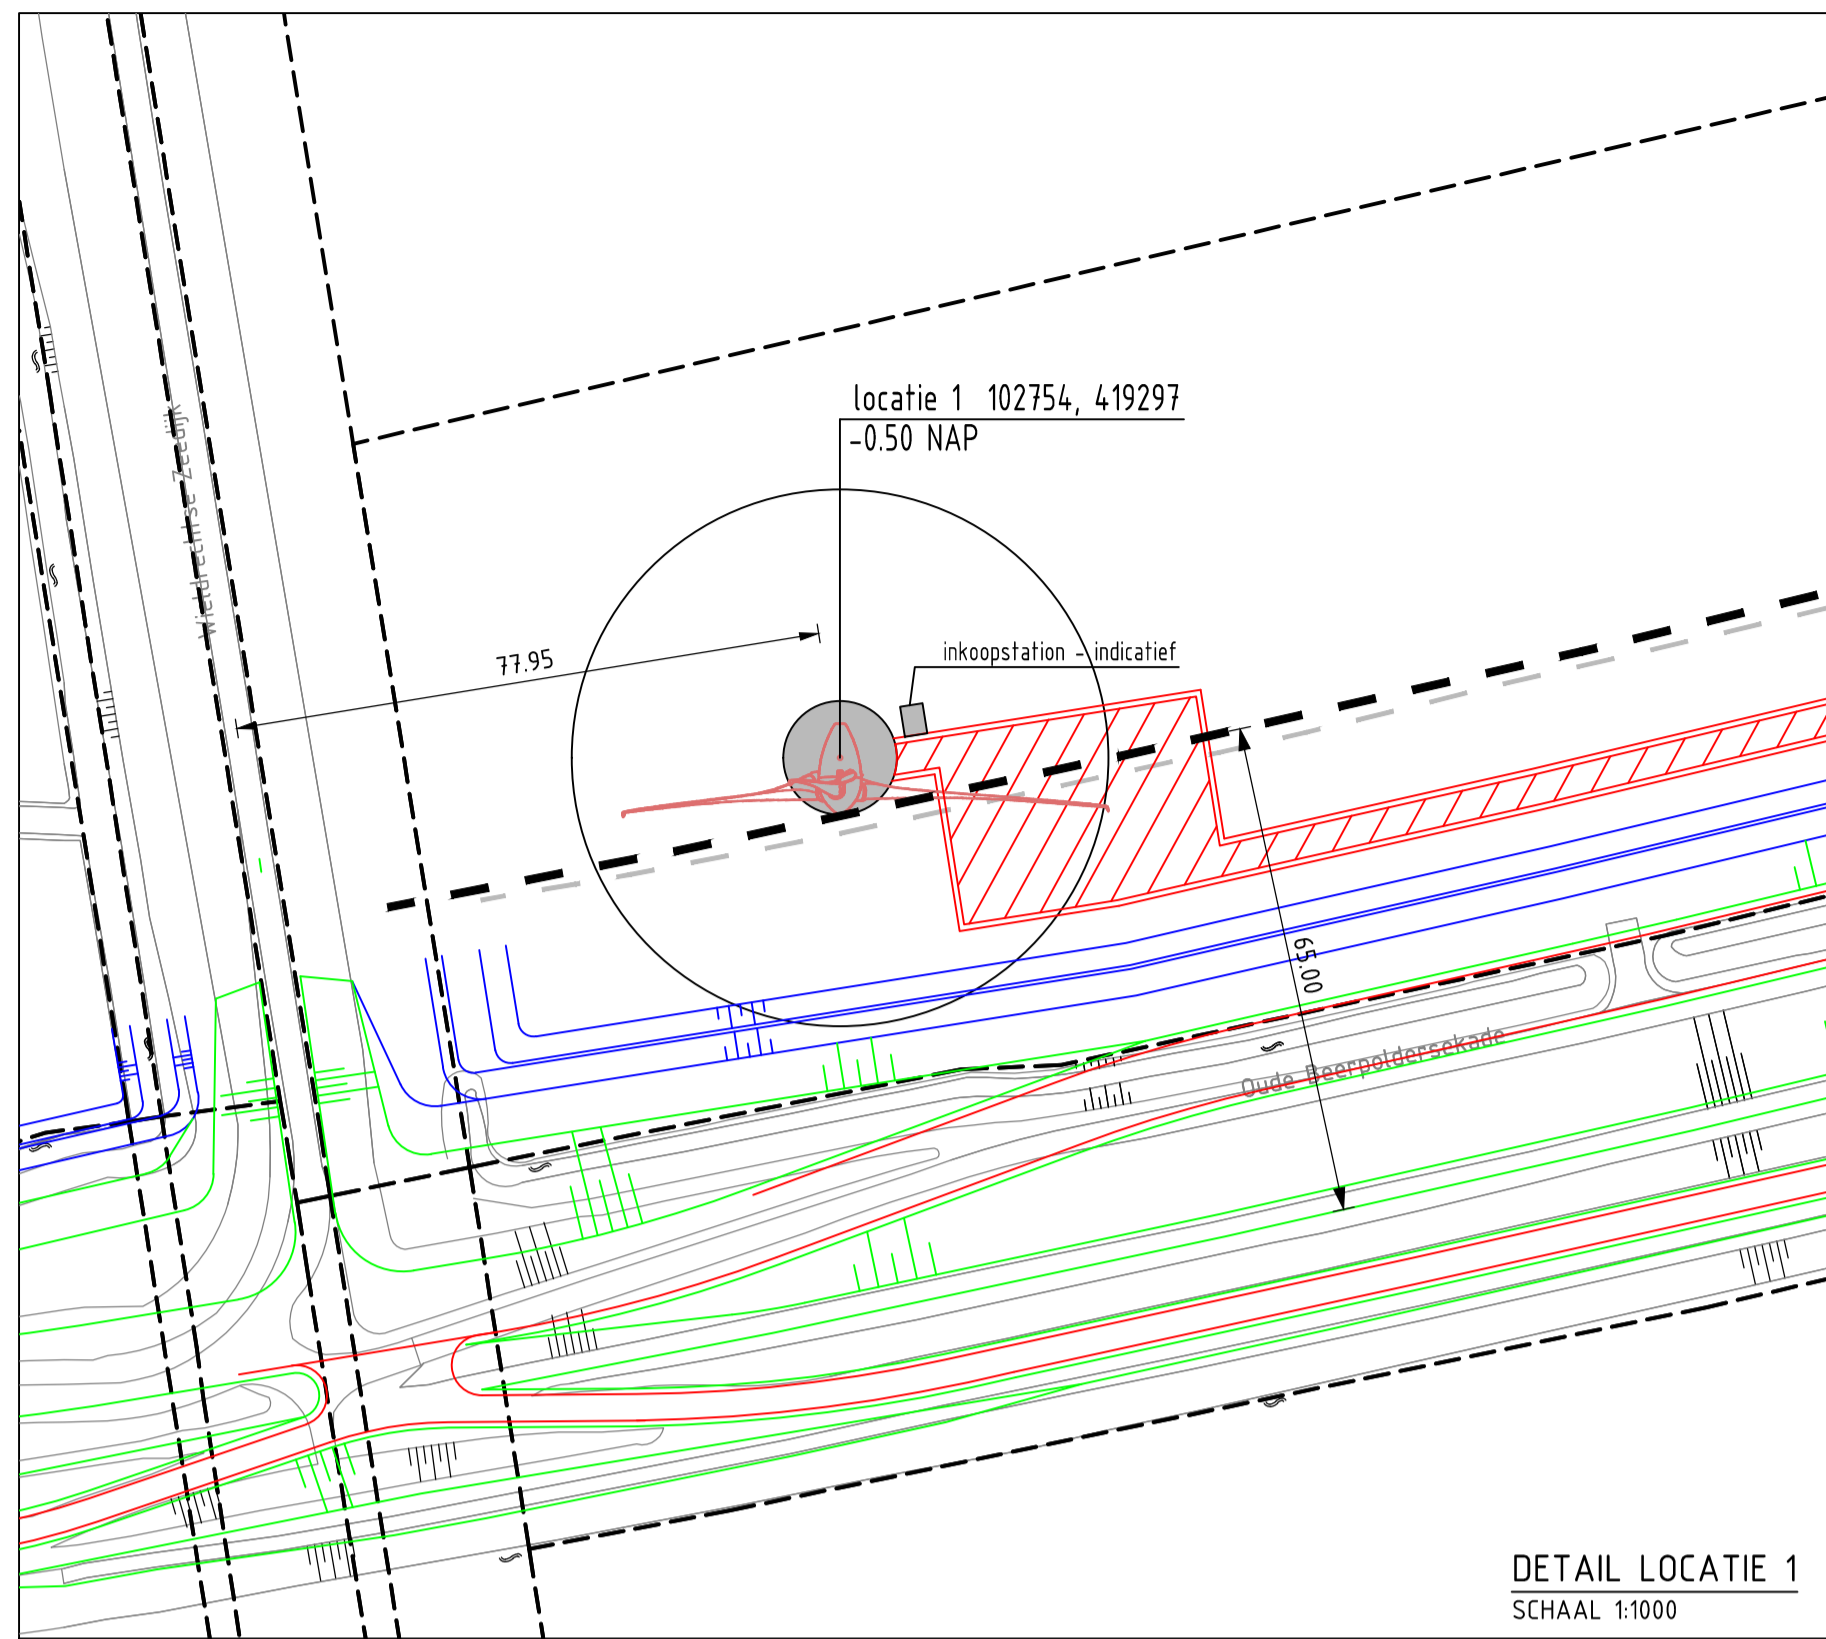 locatie 1 102754, 419297
-0.50 NAP
Wieldrechtse Zeedijk
77.95
inkoopstation - indicatief
65.00
Oude Beerpoldersekade
DETAIL LOCATIE 1
SCHAAL 1:1000